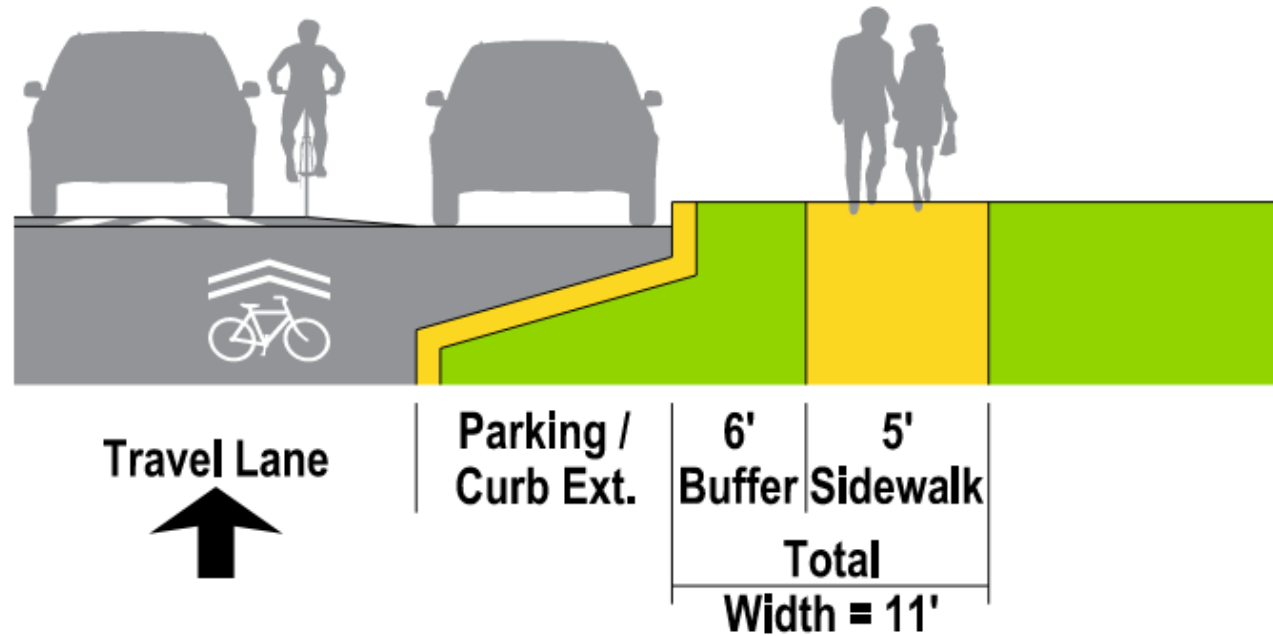 Travel Lane
Parking /
Curb Ext.
6'
Buffer
5'
Sidewalk
Total
Width = 11'